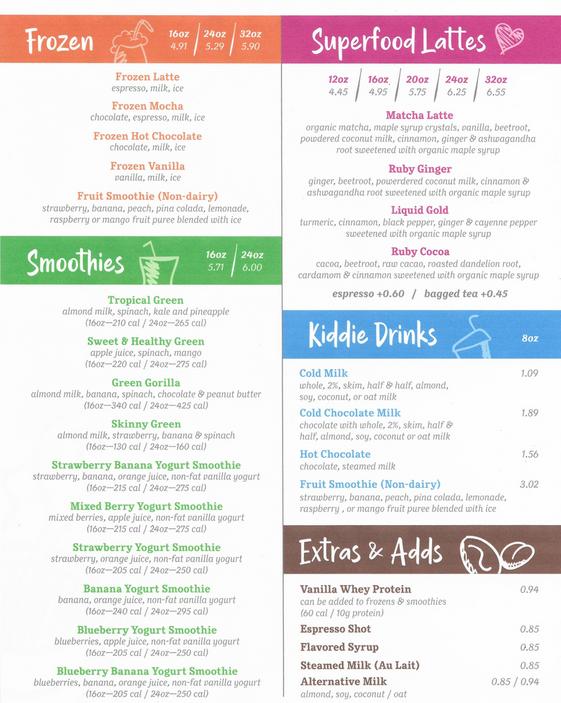 Frozen
16oz 24oz 32oz
4.91 5.29 5.90
Frozen Latte
espresso, milk, ice
Frozen Mocha
chocolate, espresso, milk, ice
Frozen Hot Chocolate
chocolate, milk, ice
Frozen Vanilla
vanilla, milk, ice
Fruit Smoothie (Non-dairy)
strawberry, banana, peach, pina colada, lemonade,
raspberry or mango fruit puree blended with ice
Smoothies
16oz 24oz
5.71 6.00
Tropical Green
almond milk, spinach, kale and pineapple
(16oz—210 cal / 24oz—265 cal)
Sweet & Healthy Green
apple juice, spinach, mango
(16oz—220 cal / 24oz—275 cal)
Green Gorilla
almond milk, banana, spinach, chocolate & peanut butter
(16oz—340 cal / 24oz—425 cal)
Skinny Green
almond milk, strawberry, banana & spinach
(16oz—130 cal / 24oz—160 cal)
Strawberry Banana Yogurt Smoothie
strawberry, banana, orange juice, non-fat vanilla yogurt
(16oz—215 cal / 24oz—275 cal)
Mixed Berry Yogurt Smoothie
mixed berries, apple juice, non-fat vanilla yogurt
(16oz—215 cal / 24oz—275 cal)
Strawberry Yogurt Smoothie
strawberry, orange juice, non-fat vanilla yogurt
(16oz—205 cal / 24oz—250 cal)
Banana Yogurt Smoothie
banana, orange juice, non-fat vanilla yogurt
(16oz—240 cal / 24oz—295 cal)
Blueberry Yogurt Smoothie
blueberries, apple juice, non-fat vanilla yogurt
(16oz—205 cal / 24oz—250 cal)
Blueberry Banana Yogurt Smoothie
blueberries, banana, orange juice, non-fat vanilla yogurt
(16oz—205 cal / 24oz—250 cal)
Superfood Lattes
12oz 16oz 20oz 24oz 32oz
4.45 4.95 5.75 6.25 6.55
Matcha Latte
organic matcha, maple syrup crystals, vanilla, beetroot,
powdered coconut milk, cinnamon, ginger & ashwagandha
root sweetened with organic maple syrup
Ruby Ginger
ginger, beetroot, powerdered coconut milk, cinnamon &
ashwagandha root sweetened with organic maple syrup
Liquid Gold
turmeric, cinnamon, black pepper, ginger & cayenne pepper
sweetened with organic maple syrup
Ruby Cocoa
cacoa, beetroot, raw cacao, roasted dandelion root,
cardamom & cinnamon sweetened with organic maple syrup
espresso +0.60 / bagged tea +0.45
Kiddie Drinks 8oz
Cold Milk 1.09
whole, 2%, skim, half & half, almond,
soy, coconut, or oat milk
Cold Chocolate Milk 1.89
chocolate with whole, 2%, skim, half &
half, almond, soy, coconut or oat milk
Hot Chocolate 1.56
chocolate, steamed milk
Fruit Smoothie (Non-dairy) 3.02
strawberry, banana, peach, pina colada, lemonade,
raspberry , or mango fruit puree blended with ice
Extras & Adds
Vanilla Whey Protein 0.94
can be added to frozens & smoothies
(60 cal / 10g protein)
Espresso Shot 0.85
Flavored Syrup 0.85
Steamed Milk (Au Lait) 0.85
Alternative Milk 0.85 / 0.94
almond, soy, coconut / oat